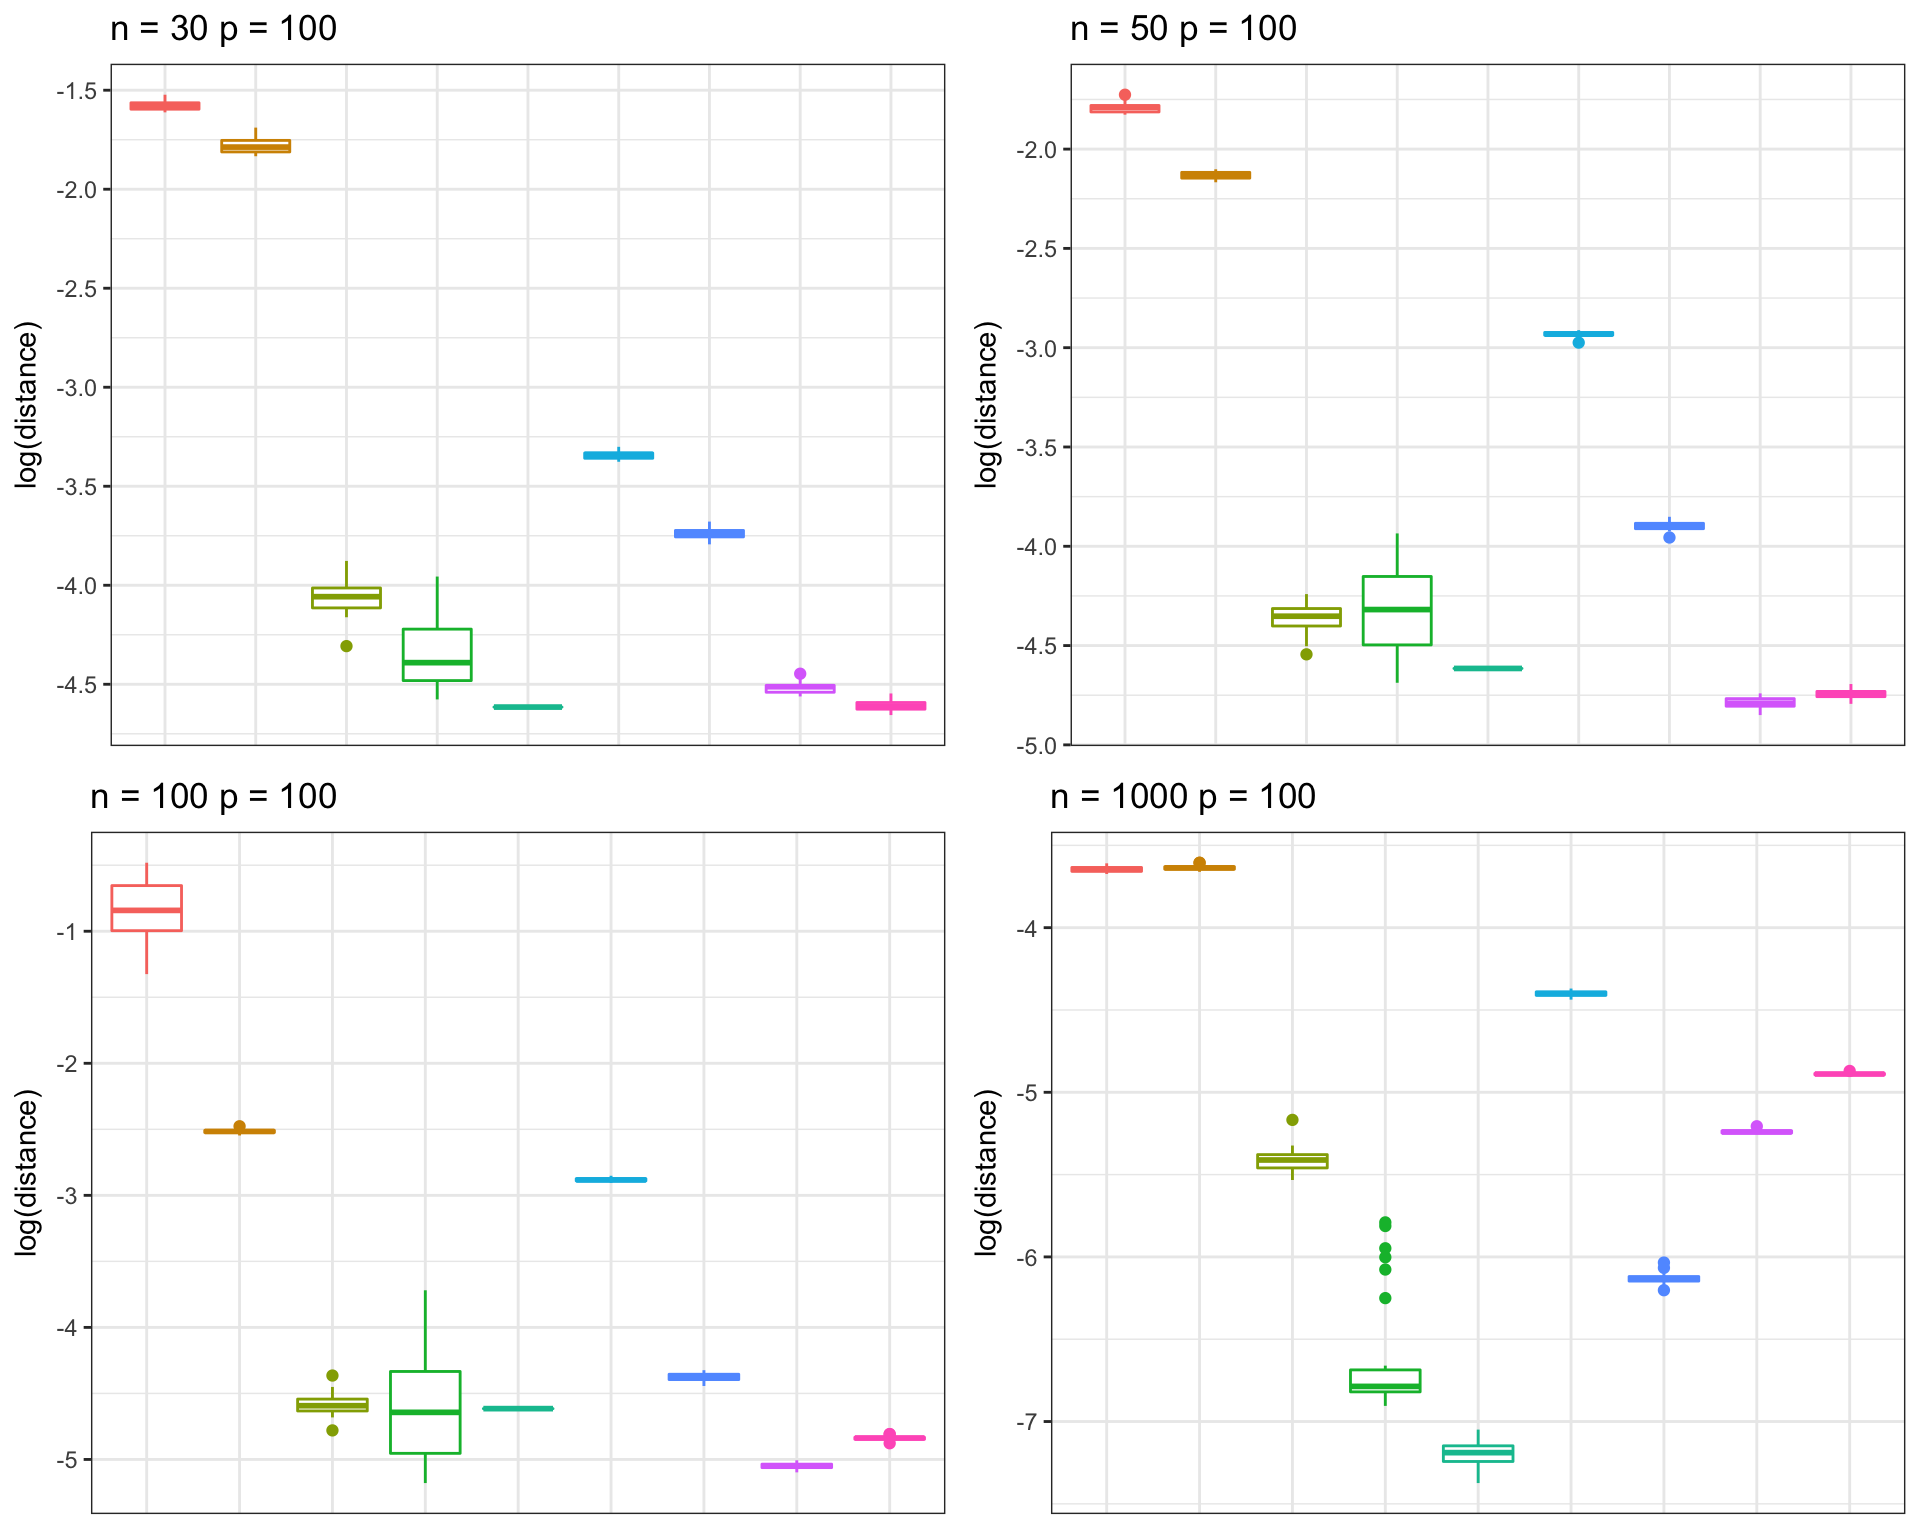 n = 30 p = 100
-1.5
-2.0
-2.5
-3.0
-3.5
-4.0
-4.5
log(distance)
n = 50 p = 100
-2.0
-2.5
-3.0
-3.5
-4.0
-4.5
-5.0
log(distance)
n = 100 p = 100
-1
-2
-3
-4
-5
log(distance)
n = 1000 p = 100
-4
-5
-6
-7
log(distance)